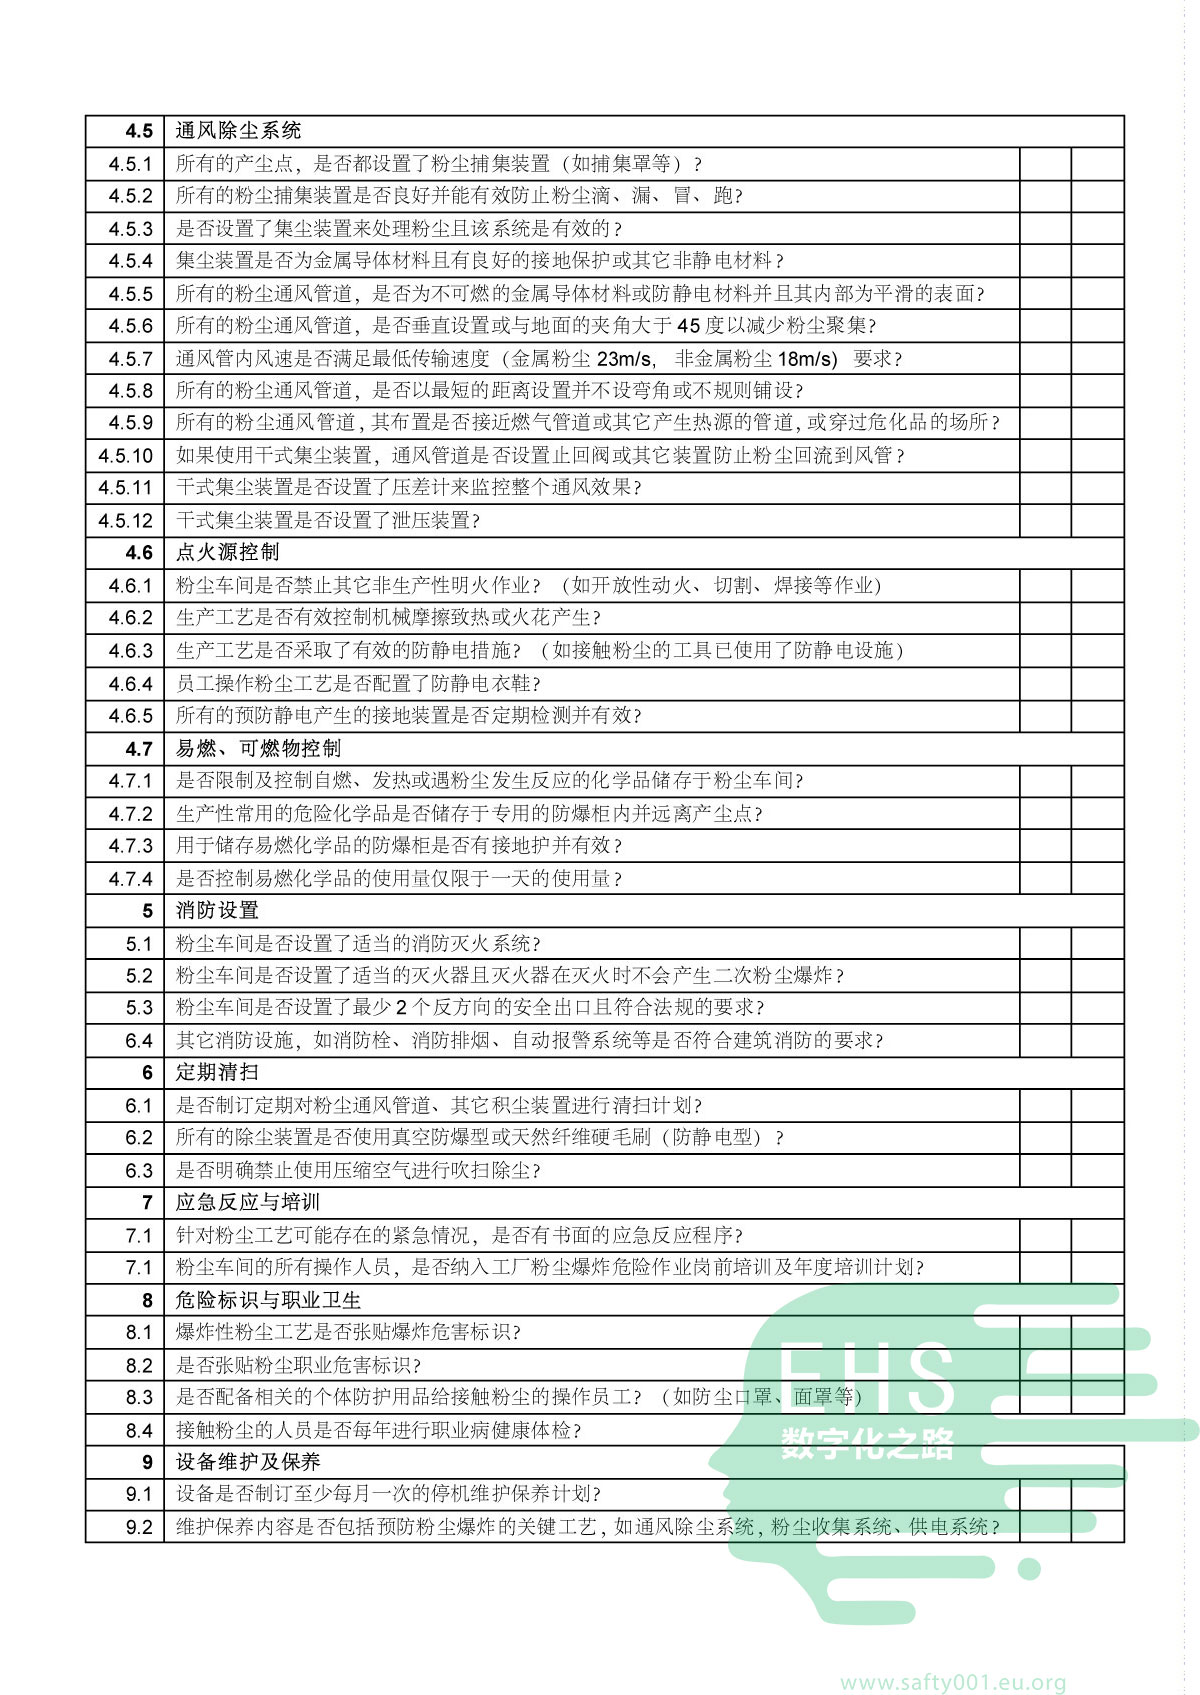 4.5 通风除尘系统
4.5.1 所有的产尘点，是否都设置了粉尘捕集装置（如捕集罩等）?
4.5.2 所有的粉尘捕集装置是否良好并能有效防止粉尘滴、漏、冒、跑?
4.5.3 是否设置了集尘装置来处理粉尘且该系统是有效的?
4.5.4 集尘装置是否为金属导体材料且有良好的接地保护或其它非静电材料?
4.5.5 所有的粉尘通风管道，是否为不可燃的金属导体材料或防静电材料并且其内部为平滑的表面?
4.5.6 所有的粉尘通风管道，是否垂直设置或与地面的夹角大于 45 度以减少粉尘聚集?
4.5.7 通风管内风速是否满足最低传输速度（金属粉尘 23m/s， 非金属粉尘 18m/s) 要求?
4.5.8 所有的粉尘通风管道，是否以最短的距离设置并不设弯角或不规则铺设?
4.5.9 所有的粉尘通风管道，其布置是否接近燃气管道或其它产生热源的管道，或穿过危化品的场所?
4.5.10 如果使用干式集尘装置，通风管道是否设置止回阀或其它装置防止粉尘回流到风管?
4.5.11 干式集尘装置是否设置了压差计来监控整个通风效果?
4.5.12 干式集尘装置是否设置了泄压装置?
4.6 点火源控制
4.6.1 粉尘车间是否禁止其它非生产性明火作业?（如开放性动火、切割、焊接等作业）
4.6.2 生产工艺是否有效控制机械摩擦致热或火花产生?
4.6.3 生产工艺是否采取了有效的防静电措施?（如接触粉尘的工具已使用了防静电设施）
4.6.4 员工操作粉尘工艺是否配置了防静电衣鞋?
4.6.5 所有的预防静电产生的接地装置是否定期检测并有效?
4.7 易燃、可燃物控制
4.7.1 是否限制及控制自燃、发热或遇粉尘发生反应的化学品储存于粉尘车间?
4.7.2 生产性常用的危险化学品是否储存于专用的防爆柜内并远离产尘点?
4.7.3 用于储存易燃化学品的防爆柜是否有接地护并有效?
4.7.4 是否控制易燃化学品的使用量仅限于一天的使用量?
5 消防设置
5.1 粉尘车间是否设置了适当的消防灭火系统?
5.2 粉尘车间是否设置了适当的灭火器且灭火器在灭火时不会产生二次粉尘爆炸?
5.3 粉尘车间是否设置了最少 2 个反方向的安全出口且符合法规的要求?
6.4 其它消防设施，如消防栓、消防排烟、自动报警系统等是否符合建筑消防的要求?
6 定期清扫
6.1 是否制订定期对粉尘通风管道、其它积尘装置进行清扫计划?
6.2 所有的除尘装置是否使用真空防爆型或天然纤维硬毛刷（防静电型）?
6.3 是否明确禁止使用压缩空气进行吹扫除尘?
7 应急反应与培训
7.1 针对粉尘工艺可能存在的紧急情况，是否有书面的应急反应程序?
7.1 粉尘车间的所有操作人员，是否纳入工厂粉尘爆炸危险作业岗前培训及年度培训计划?
8 危险标识与职业卫生
8.1 爆炸性粉尘工艺是否张贴爆炸危害标识?
8.2 是否张贴粉尘职业危害标识?
8.3 是否配备相关的个体防护用品给接触粉尘的操作员工?（如防尘口罩、面罩等）
8.4 接触粉尘的人员是否每年进行职业病健康体检?
9 设备维护及保养
9.1 设备是否制订至少每月一次的停机维护保养计划?
9.2 维护保养内容是否包括预防粉尘爆炸的关键工艺，如通风除尘系统，粉尘收集系统、供电系统?
EHS
数字化之路
www.safty001.eu.org